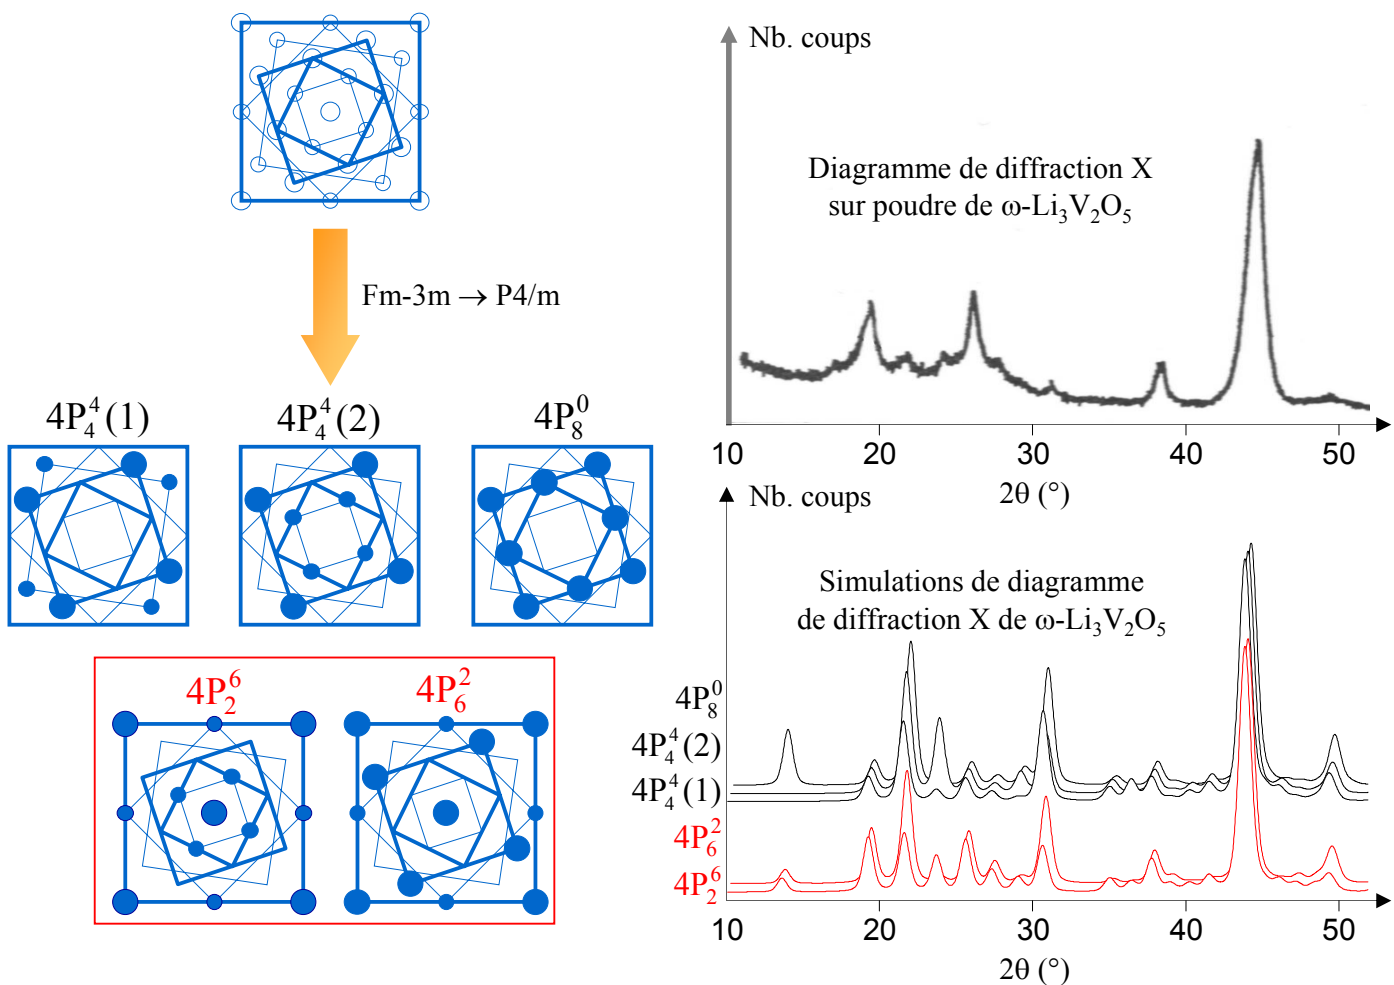 Fm-3m → P4/m
4P₄⁴(1)
4P₄⁴(2)
4P₈⁰
4P₂⁶
4P₆²
Nb. coups
Diagramme de diffraction X
sur poudre de ω-Li₃V₂O₅
10 20 30 40 50
2θ (°)
Nb. coups
Simulations de diagramme
de diffraction X de ω-Li₃V₂O₅
4P₈⁰
4P₄⁴(2)
4P₄⁴(1)
4P₆²
4P₂⁶
10 20 30 40 50
2θ (°)